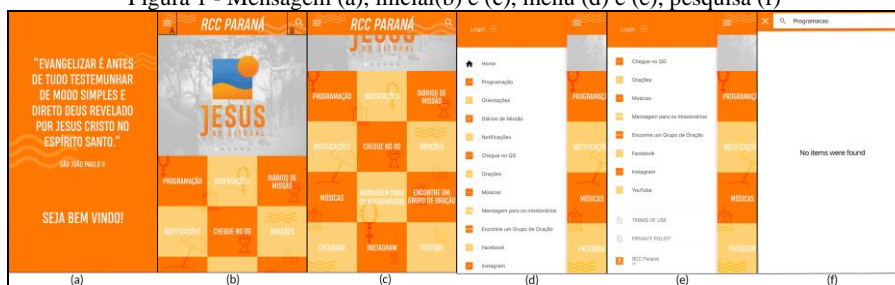 Figura 1 - Mensagem (a), inicial(b) e (c), menu (d) e (e), pesquisa (f)
"EVANGELIZAR É ANTES
DE TUDO TESTEMUNHAR
DE MODO SIMPLES E
DIRETO DEUS REVELADO
POR JESUS CRISTO NO
ESPÍRITO SANTO."
SÃO JOÃO PAULO II
SEJA BEM VINDO!
(a)
A
RCC PARANÁ
B
JESUS
NO LITORAL
PROGRAMAÇÃO
ORIENTAÇÕES
DIÁRIOS DE
MISSÃO
NOTIFICAÇÕES
CHEGUE NO QG
ORAÇÕES
(b)
RCC PARANÁ
JESUS
NO LITORAL
PROGRAMAÇÃO
ORIENTAÇÕES
DIÁRIOS DE
MISSÃO
NOTIFICAÇÕES
CHEGUE NO QG
ORAÇÕES
MÚSICAS
MENSAGEM PARA
OS MISSIONÁRIOS
ENCONTRE UM
GRUPO DE ORAÇÃO
FACEBOOK
INSTAGRAM
YOUTUBE
(c)
Login
Home
Programação
Orientações
Diários de Missão
Notificações
Chegue no QG
Orações
Músicas
Mensagem para os missionários
Encontre um Grupo de Oração
Facebook
Instagram
PROGRAMAÇ
NOTIFICAÇÕ
MÚSICAS
FACEBOOK
(d)
Login
Chegue no QG
Orações
Músicas
Mensagem para os missionários
Encontre um Grupo de Oração
Facebook
Instagram
YouTube
TERMS OF USE
PRIVACY POLICY
RCC Paraná
PROGRAMAÇ
NOTIFICAÇÕ
MÚSICAS
FACEBOOK
(e)
Programacao
No items were found
(f)